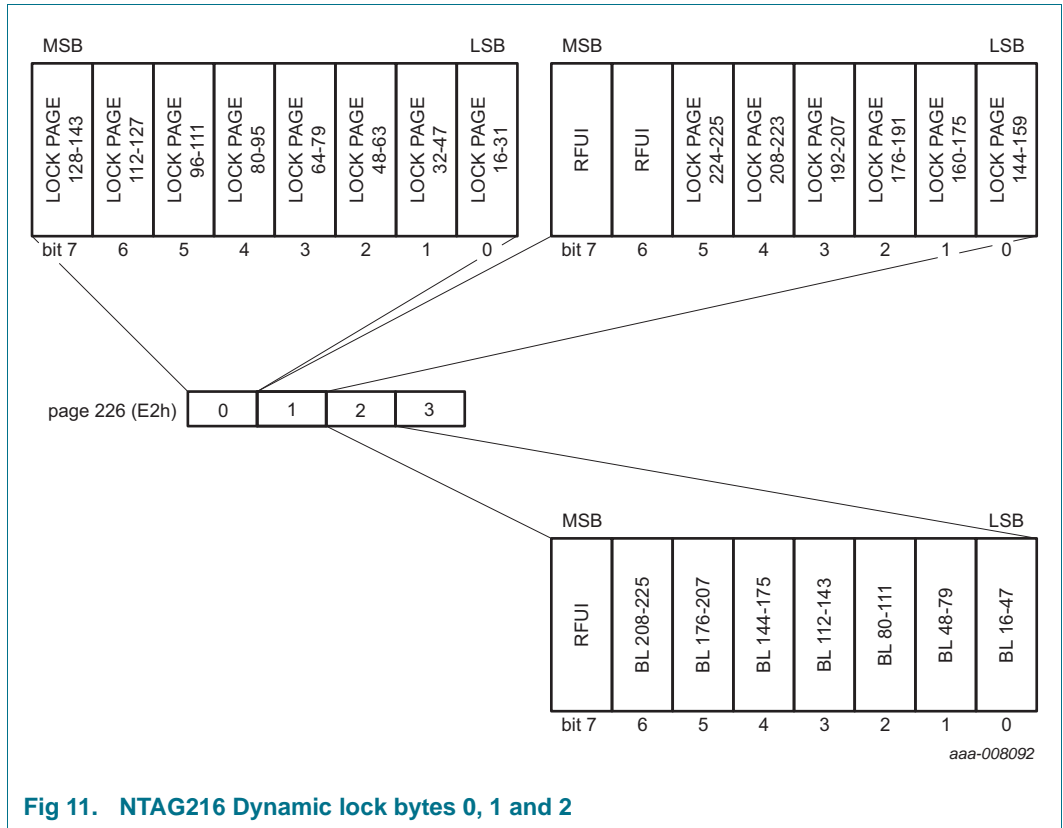 MSB LSB
LOCK PAGE 128-143
LOCK PAGE 112-127
LOCK PAGE 96-111
LOCK PAGE 80-95
LOCK PAGE 64-79
LOCK PAGE 48-63
LOCK PAGE 32-47
LOCK PAGE 16-31
bit 7 6 5 4 3 2 1 0
MSB LSB
RFUI
RFUI
LOCK PAGE 224-225
LOCK PAGE 208-223
LOCK PAGE 192-207
LOCK PAGE 176-191
LOCK PAGE 160-175
LOCK PAGE 144-159
bit 7 6 5 4 3 2 1 0
page 226 (E2h) 0 1 2 3
MSB LSB
RFUI
BL 208-225
BL 176-207
BL 144-175
BL 112-143
BL 80-111
BL 48-79
BL 16-47
bit 7 6 5 4 3 2 1 0
aaa-008092
Fig 11. NTAG216 Dynamic lock bytes 0, 1 and 2